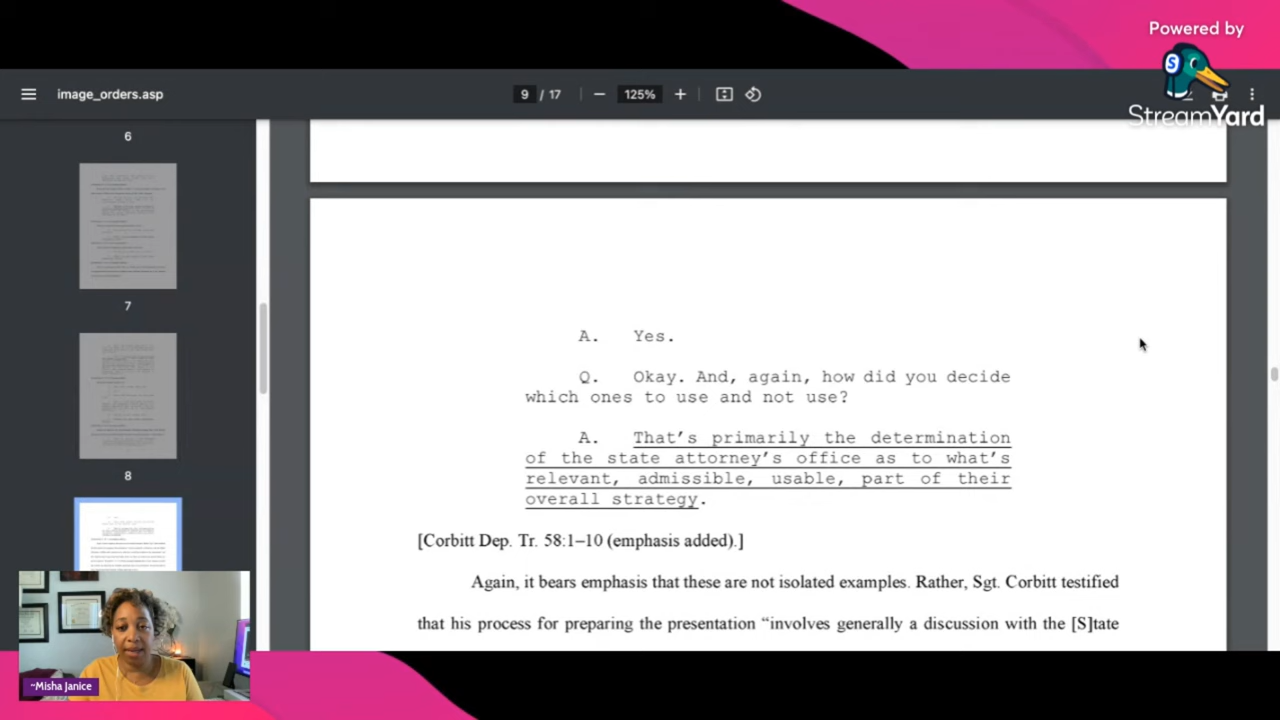 Powered by
StreamYard
image_orders.asp
9 / 17
125%
6
7
8
A. Yes.
Q. Okay. And, again, how did you decide
which ones to use and not use?
A. That's primarily the determination
of the state attorney's office as to what's
relevant, admissible, usable, part of their
overall strategy.
[Corbitt Dep. Tr. 58:1–10 (emphasis added).]
Again, it bears emphasis that these are not isolated examples. Rather, Sgt. Corbitt testified
that his process for preparing the presentation “involves generally a discussion with the [S]tate
~Misha Janice